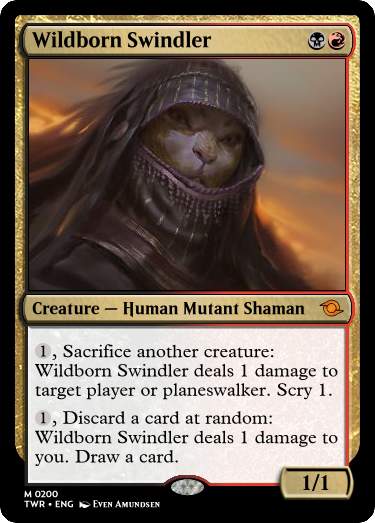 Wildborn Swindler
Creature — Human Mutant Shaman
1, Sacrifice another creature:
Wildborn Swindler deals 1 damage to
target player or planeswalker. Scry 1.
1, Discard a card at random:
Wildborn Swindler deals 1 damage to
you. Draw a card.
1/1
M 0200
TWR • ENG Even Amundsen